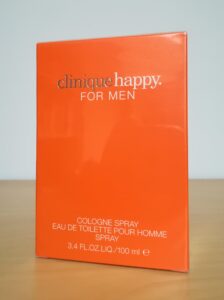 clinique happy.
FOR MEN
COLOGNE SPRAY
EAU DE TOILETTE POUR HOMME
SPRAY
3.4 FL.OZ.LIQ./100 ml ℮